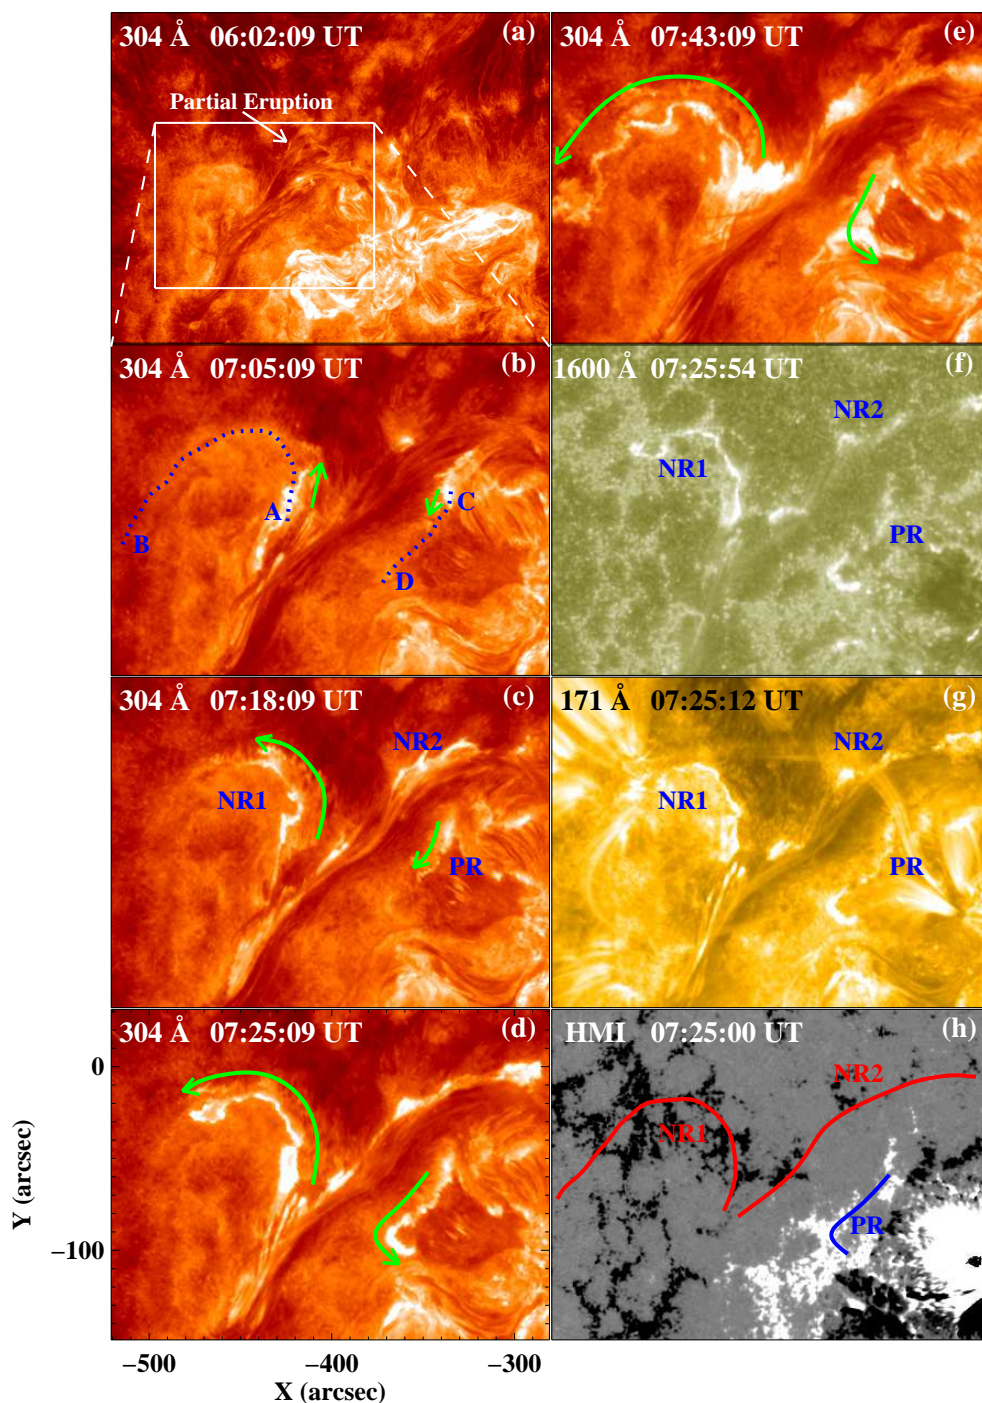 304 Å 06:02:09 UT (a)
Partial Eruption
304 Å 07:43:09 UT (e)
304 Å 07:05:09 UT (b)
A
B
C
D
1600 Å 07:25:54 UT (f)
NR2
NR1
PR
304 Å 07:18:09 UT (c)
NR2
NR1
PR
171 Å 07:25:12 UT (g)
NR2
NR1
PR
304 Å 07:25:09 UT (d)
0
−100
Y (arcsec)
−500 −400 −300
X (arcsec)
HMI 07:25:00 UT (h)
NR2
NR1
PR